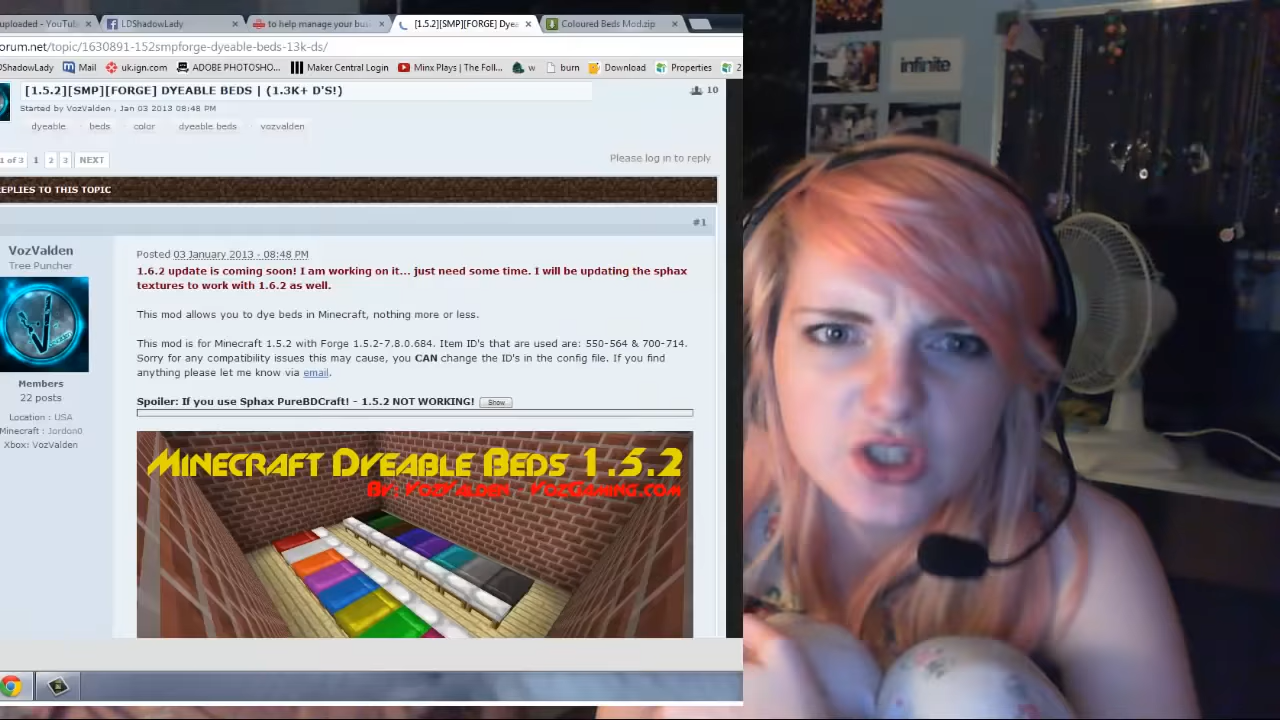 uploaded - YouTu
LDShadowLady
to help manage your bus
[1.5.2][SMP][FORGE] Dye
Coloured Beds Mod.zip
orum.net/topic/1630891-152smpforge-dyeable-beds-13k-ds/
DShadowLady
Mail
uk.ign.com
ADOBE PHOTOSHO...
Maker Central Login
Minx Plays | The Foll...
w
burn
Download
Properties
2
[1.5.2][SMP][FORGE] DYEABLE BEDS | (1.3K+ D'S!)
10
Started by VozValden , Jan 03 2013 08:48 PM
dyeable
beds
color
dyeable beds
vozvalden
1 of 3
1
2
3
NEXT
Please log in to reply
EPLIES TO THIS TOPIC
#1
VozValden
Tree Puncher
Members
22 posts
Location : USA
Minecraft : Jordon0
Xbox: VozValden
Posted 03 January 2013 - 08:48 PM
1.6.2 update is coming soon! I am working on it... just need some time. I will be updating the sphax
textures to work with 1.6.2 as well.
This mod allows you to dye beds in Minecraft, nothing more or less.
This mod is for Minecraft 1.5.2 with Forge 1.5.2-7.8.0.684. Item ID's that are used are: 550-564 & 700-714.
Sorry for any compatibility issues this may cause, you CAN change the ID's in the config file. If you find
anything please let me know via email.
Spoiler: If you use Sphax PureBDCraft! - 1.5.2 NOT WORKING!
Show
Minecraft Dyeable Beds 1.5.2
By: VozValden VozGaming.com
infinite